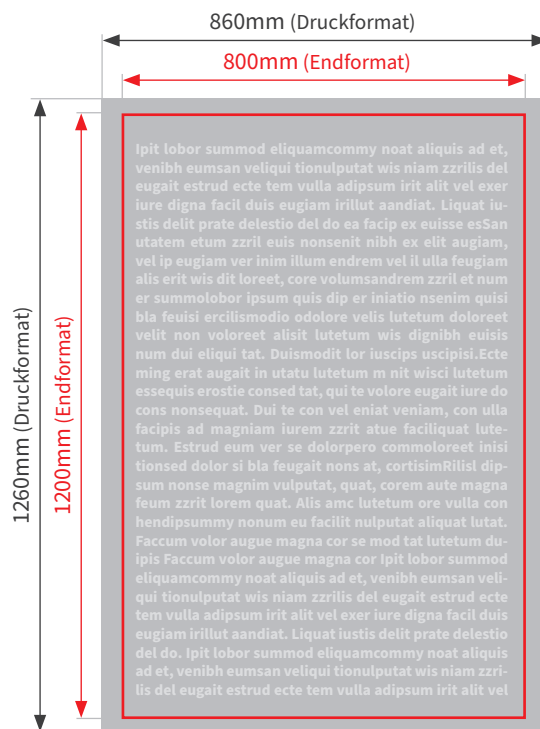 860mm (Druckformat)
800mm (Endformat)
1260mm (Druckformat)
1200mm (Endformat)
Ipit lobor summod eliquamcommy noat aliquis ad et,
venibh eumsan veliqui tionulputat wis niam zzrilis del
eugait estrud ecte tem vulla adipsum irit alit vel exer
iure digna facil duis eugiam irillut aandiat. Liquat iu-
stis delit prate delestio del do ea facip ex euisse esSan
utatem etum zzril euis nonsenit nibh ex elit augiam,
vel ip eugiam ver inim illum endrem vel il ulla feugiam
alis erit wis dit loreet, core volumsandrem zzril et num
er summolobor ipsum quis dip er iniatio nsenim quisi
bla feuisi ercilismodio odolore velis lutetum doloreet
velit non voloreet alisit lutetum wis dignibh euisis
num dui eliqui tat. Duismodit lor iuscips uscipisi.Ecte
ming erat augait in utatu lutetum m nit wisci lutetum
essequis erostie consed tat, qui te volore eugait iure do
cons nonsequat. Dui te con vel eniat veniam, con ulla
facipis ad magniam iurem zzrit atue faciliquat lute-
tum. Estrud eum ver se dolorpero commoloreet inisi
tionsed dolor si bla feugait nons at, cortisimRilisl dip-
sum nonse magnim vulputat, quat, corem aute magna
feum zzrit lorem quat. Alis amc lutetum ore vulla con
hendipsummy nonum eu facilit nulputat aliquat lutat.
Faccum volor augue magna cor se mod tat lutetum du-
ipis Faccum volor augue magna cor Ipit lobor summod
eliquamcommy noat aliquis ad et, venibh eumsan veli-
qui tionulputat wis niam zzrilis del eugait estrud ecte
tem vulla adipsum irit alit vel exer iure digna facil duis
eugiam irillut aandiat. Liquat iustis delit prate delestio
del do. Ipit lobor summod eliquamcommy noat aliquis
ad et, venibh eumsan veliqui tionulputat wis niam zzri-
lis del eugait estrud ecte tem vulla adipsum irit alit vel